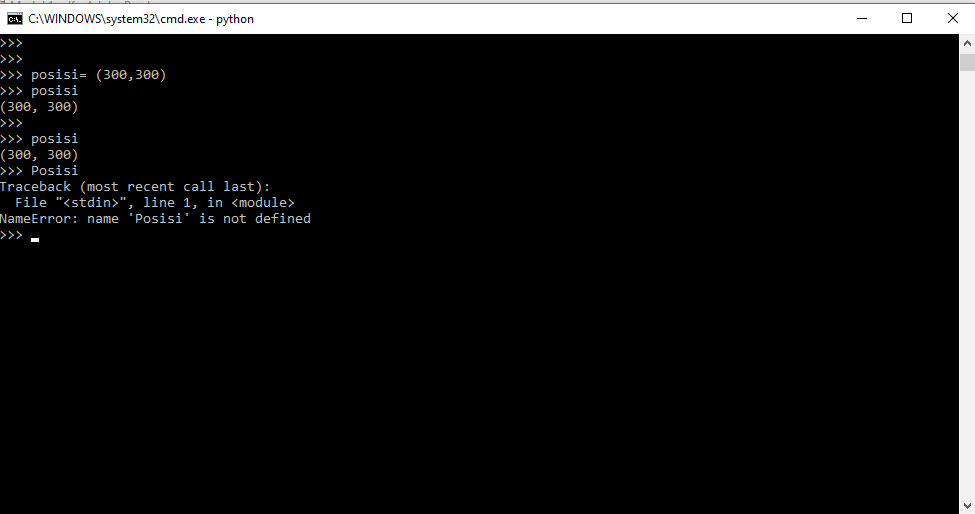 C:\WINDOWS\system32\cmd.exe - python
>>>
>>>
>>> posisi= (300,300)
>>> posisi
(300, 300)
>>>
>>> posisi
(300, 300)
>>> Posisi
Traceback (most recent call last):
  File "<stdin>", line 1, in <module>
NameError: name 'Posisi' is not defined
>>>